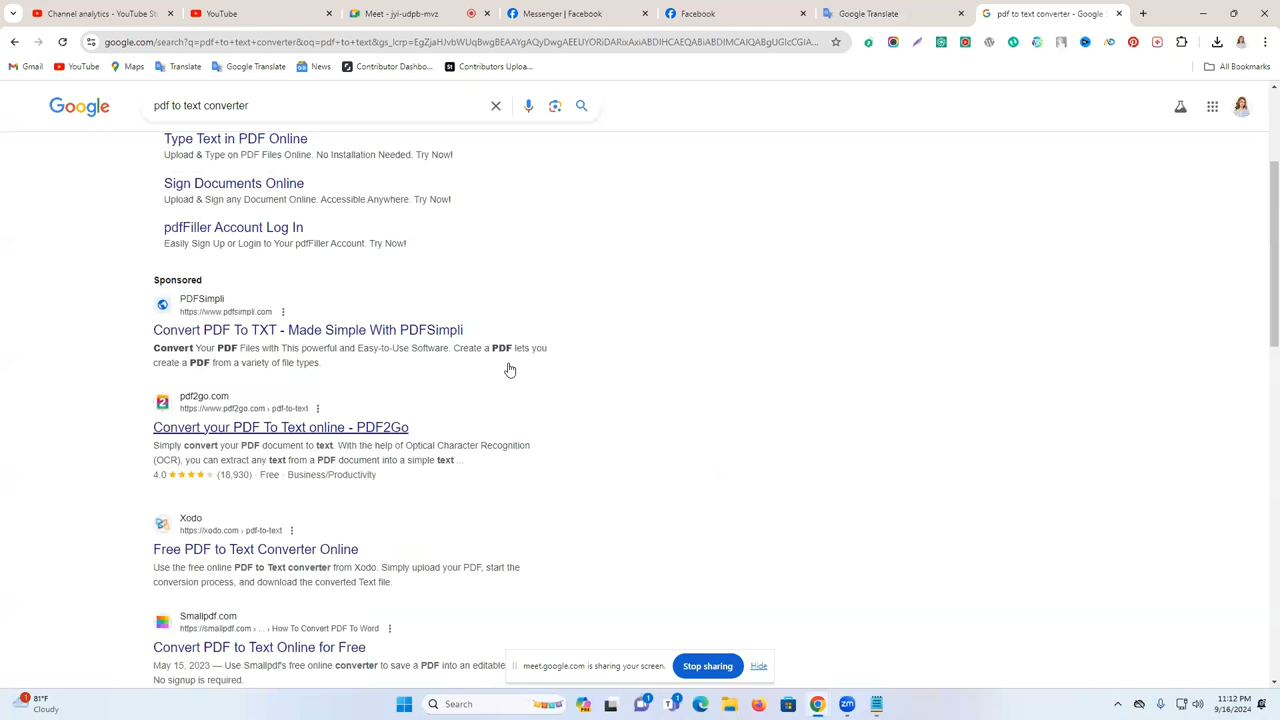 YouTube
Channel analytics - YouTube St
YouTube
Meet - jyi-uipb-mvz
Messenger | Facebook
Facebook
Google Translate
pdf to text converter - Google
google.com/search?q=pdf+to+text+converter&oq=pdf+to+text&gs_lcrp=
Gmail
YouTube
Maps
Translate
Google Translate
News
Contributor Dashbo...
Contributors Uploa...
All Bookmarks
Google
pdf to text converter
Type Text in PDF Online
Upload & Type on PDF Files Online. No Installation Needed. Try Now!
Sign Documents Online
Upload & Sign any Document Online. Accessible Anywhere. Try Now!
pdfFiller Account Log In
Easily Sign Up or Login to Your pdfFiller Account. Try Now!
Sponsored
PDFSimpli
https://www.pdfsimpli.com
Convert PDF To TXT - Made Simple With PDFSimpli
Convert Your PDF Files with This powerful and Easy-to-Use Software. Create a PDF lets you
create a PDF from a variety of file types.
pdf2go.com
https://www.pdf2go.com › pdf-to-text
Convert your PDF To Text online - PDF2Go
Simply convert your PDF document to text. With the help of Optical Character Recognition
(OCR), you can extract any text from a PDF document into a simple text ...
4.0 (18,930) · Free · Business/Productivity
Xodo
https://xodo.com › pdf-to-text
Free PDF to Text Converter Online
Use the free online PDF to Text converter from Xodo. Simply upload your PDF, start the
conversion process, and download the converted Text file.
Smallpdf.com
https://smallpdf.com › ... › How To Convert PDF To Word
Convert PDF to Text Online for Free
May 15, 2023 — Use Smallpdf's free online converter to save a PDF into an editable
No signup is required.
meet.google.com is sharing your screen.
Stop sharing
Hide
81°F
Cloudy
Search
11:12 PM
9/16/2024